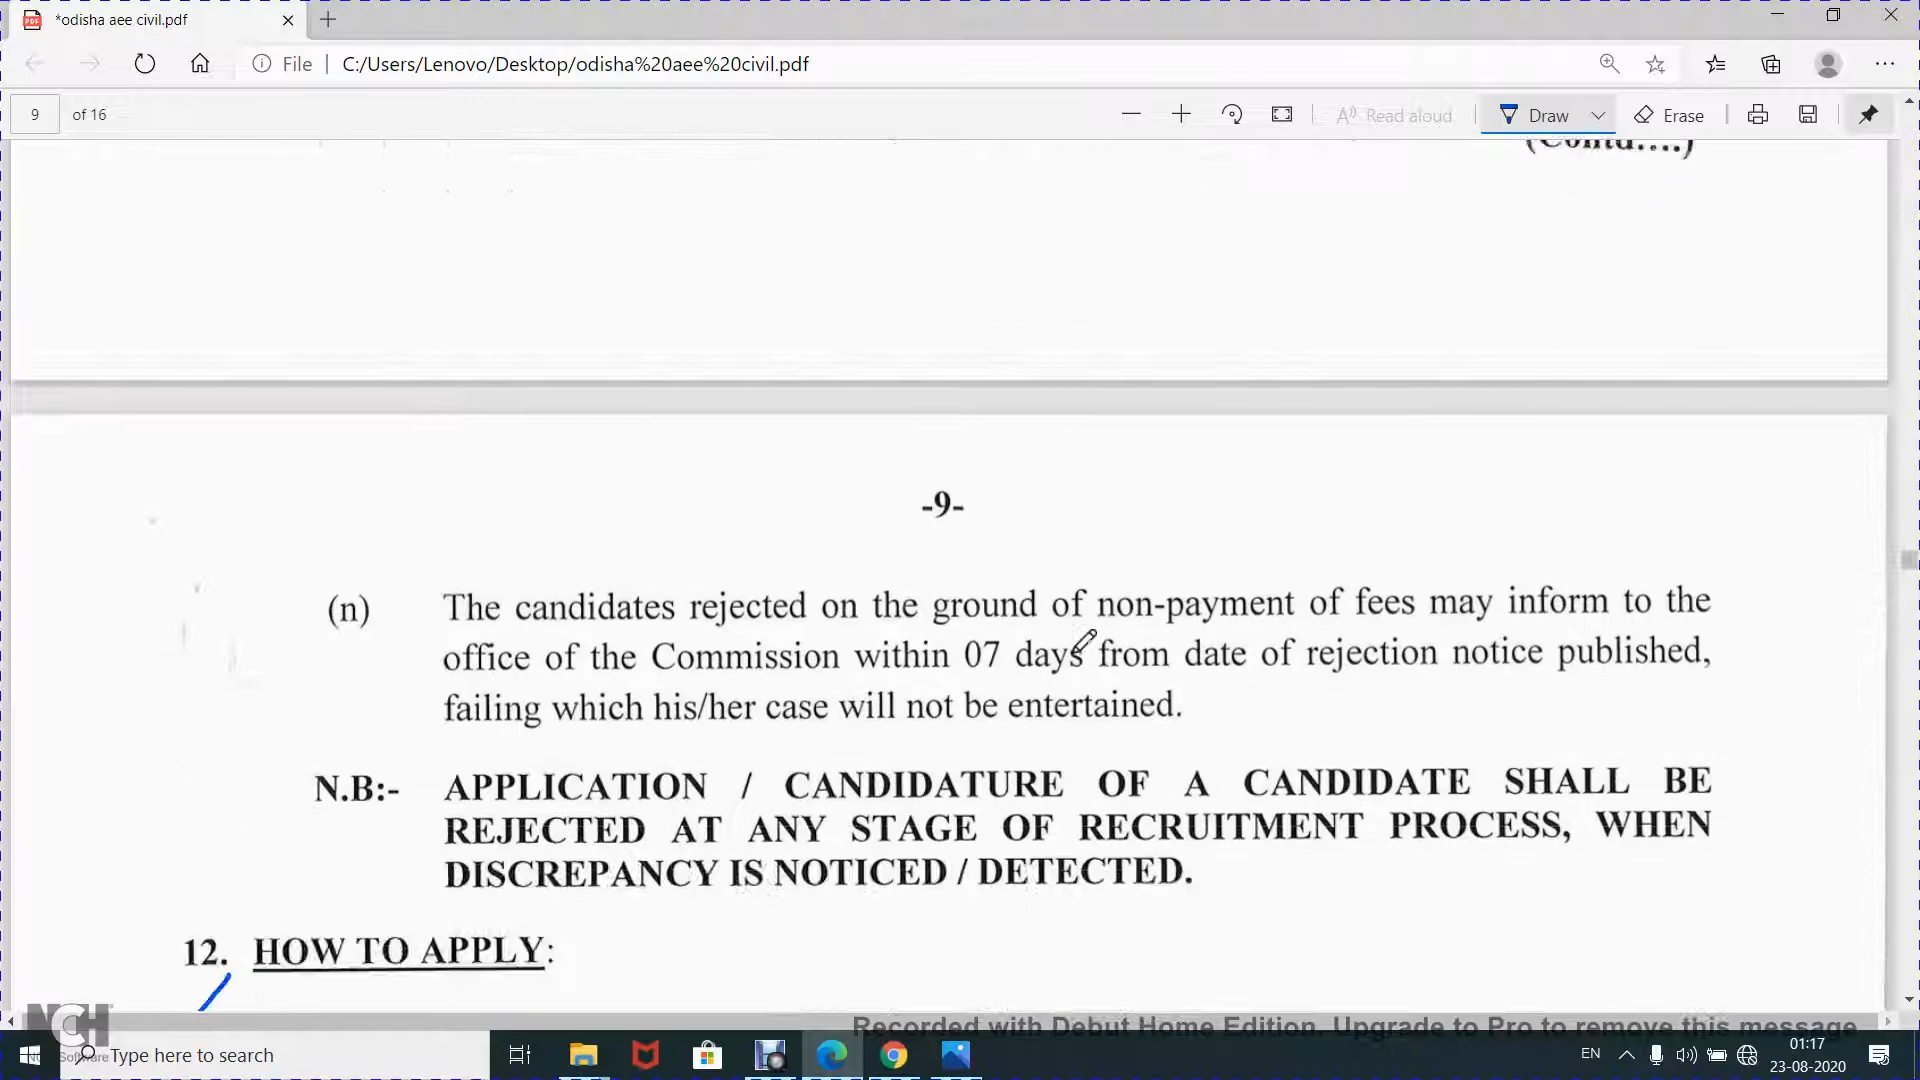 *odisha aee civil.pdf
File
C:/Users/Lenovo/Desktop/odisha%20aee%20civil.pdf
9 of 16
Read aloud
Draw
Erase
(Contd....)
-9-
(n) The candidates rejected on the ground of non-payment of fees may inform to the
office of the Commission within 07 days from date of rejection notice published,
failing which his/her case will not be entertained.
N.B:- APPLICATION / CANDIDATURE OF A CANDIDATE SHALL BE
REJECTED AT ANY STAGE OF RECRUITMENT PROCESS, WHEN
DISCREPANCY IS NOTICED / DETECTED.
12. HOW TO APPLY:
NCH
Software
Recorded with Debut Home Edition. Upgrade to Pro to remove this message
Type here to search
EN
01:17
23-08-2020